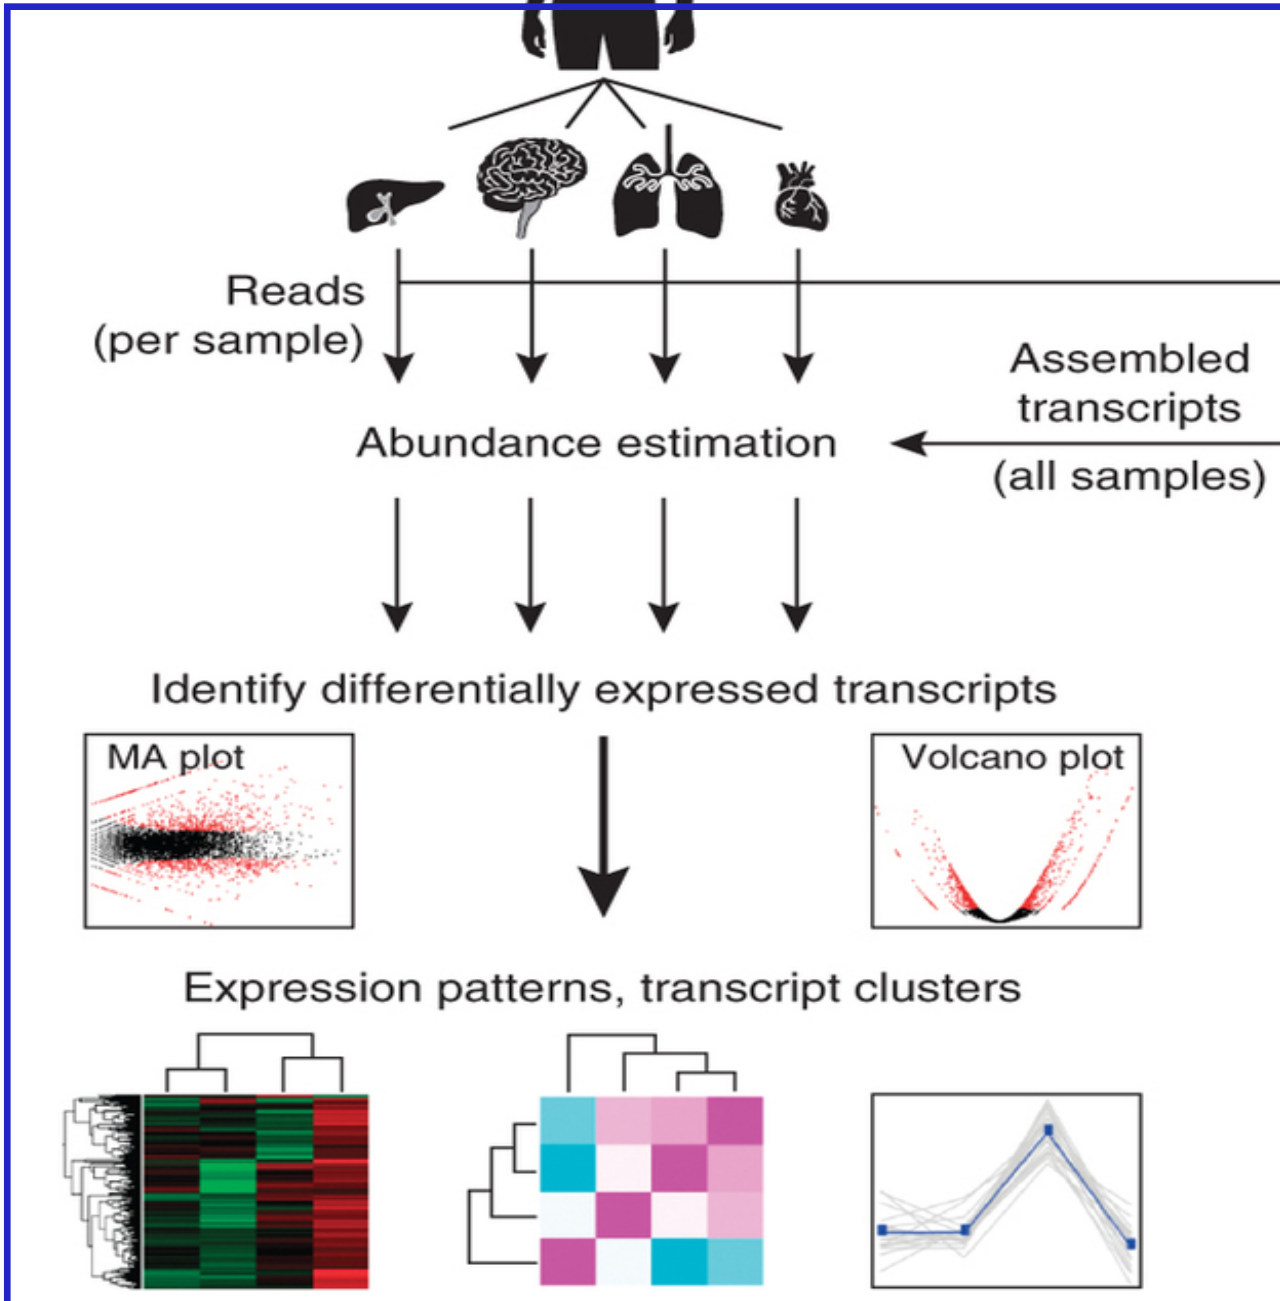 Reads
(per sample)
Assembled
transcripts
(all samples)
Abundance estimation
Identify differentially expressed transcripts
MA plot
Volcano plot
Expression patterns, transcript clusters